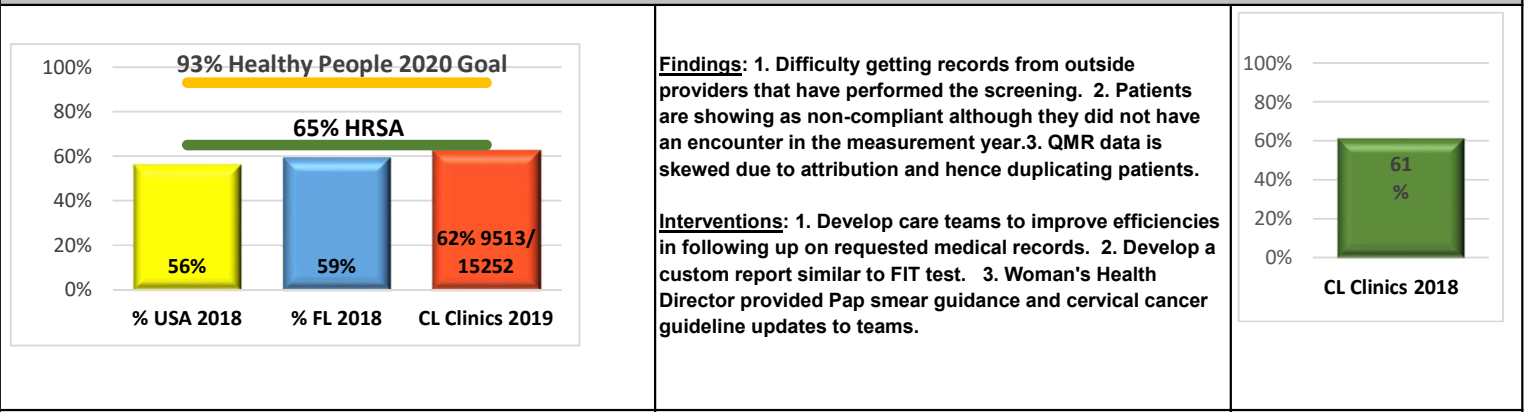 93% Healthy People 2020 Goal
65% HRSA
100%
80%
60%
40%
20%
0%
56%
59%
62% 9513/
15252
% USA 2018
% FL 2018
CL Clinics 2019
Findings: 1. Difficulty getting records from outside
providers that have performed the screening.  2. Patients
are showing as non-compliant although they did not have
an encounter in the measurement year.3. QMR data is
skewed due to attribution and hence duplicating patients.
Interventions: 1. Develop care teams to improve efficiencies
in following up on requested medical records.  2. Develop a
custom report similar to FIT test.   3. Woman's Health
Director provided Pap smear guidance and cervical cancer
guideline updates to teams.
100%
80%
60%
40%
20%
0%
61
%
CL Clinics 2018